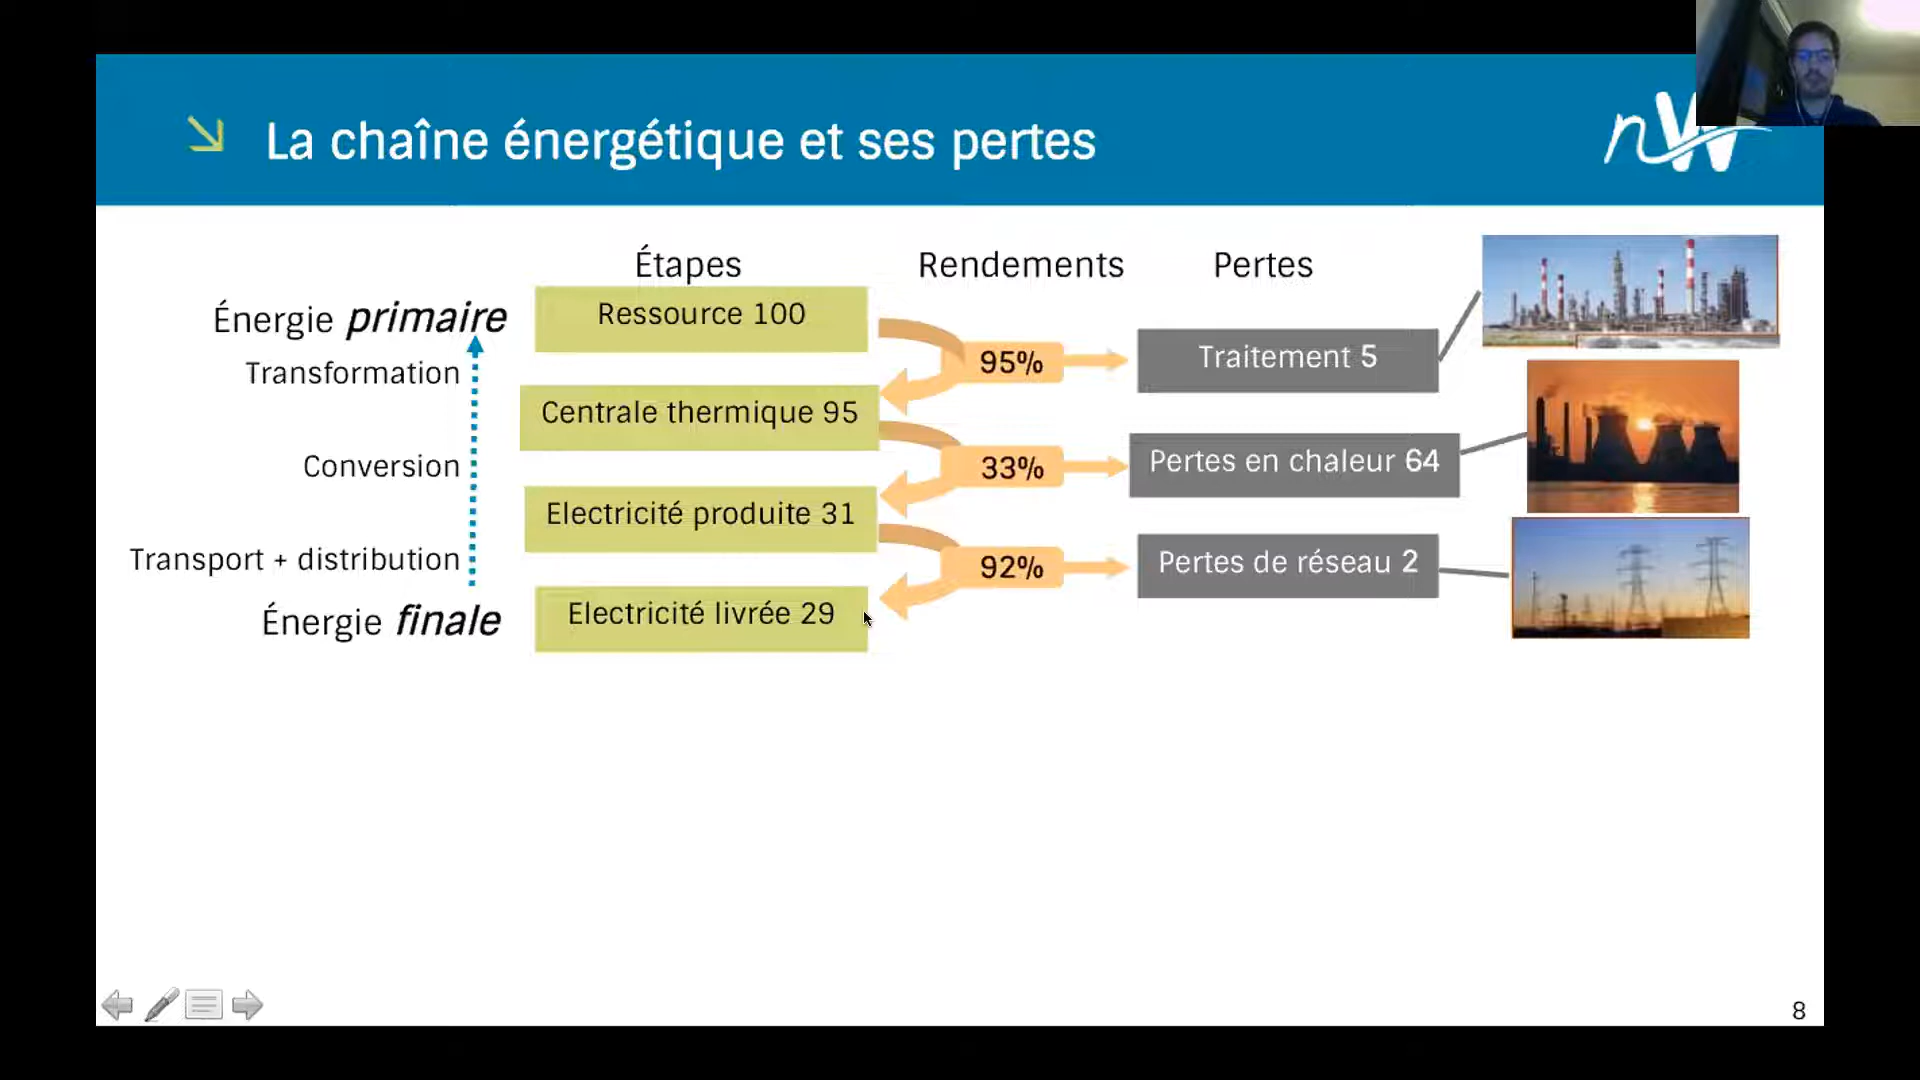 La chaîne énergétique et ses pertes
nW
Étapes
Rendements
Pertes
Énergie primaire
Ressource 100
95%
Traitement 5
Transformation
Centrale thermique 95
33%
Pertes en chaleur 64
Conversion
Electricité produite 31
92%
Pertes de réseau 2
Transport + distribution
Énergie finale
Electricité livrée 29
8